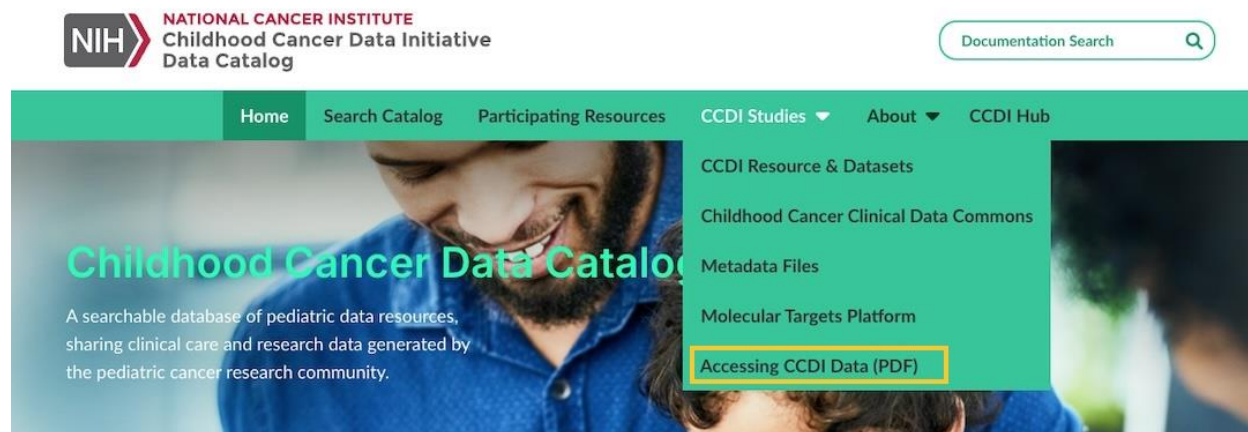 NIH
NATIONAL CANCER INSTITUTE
Childhood Cancer Data Initiative
Data Catalog
Documentation Search
Home
Search Catalog
Participating Resources
CCDI Studies
About
CCDI Hub
CCDI Resource & Datasets
Childhood Cancer Clinical Data Commons
Metadata Files
Molecular Targets Platform
Accessing CCDI Data (PDF)
Childhood Cancer Data Catalog
A searchable database of pediatric data resources,
sharing clinical care and research data generated by
the pediatric cancer research community.